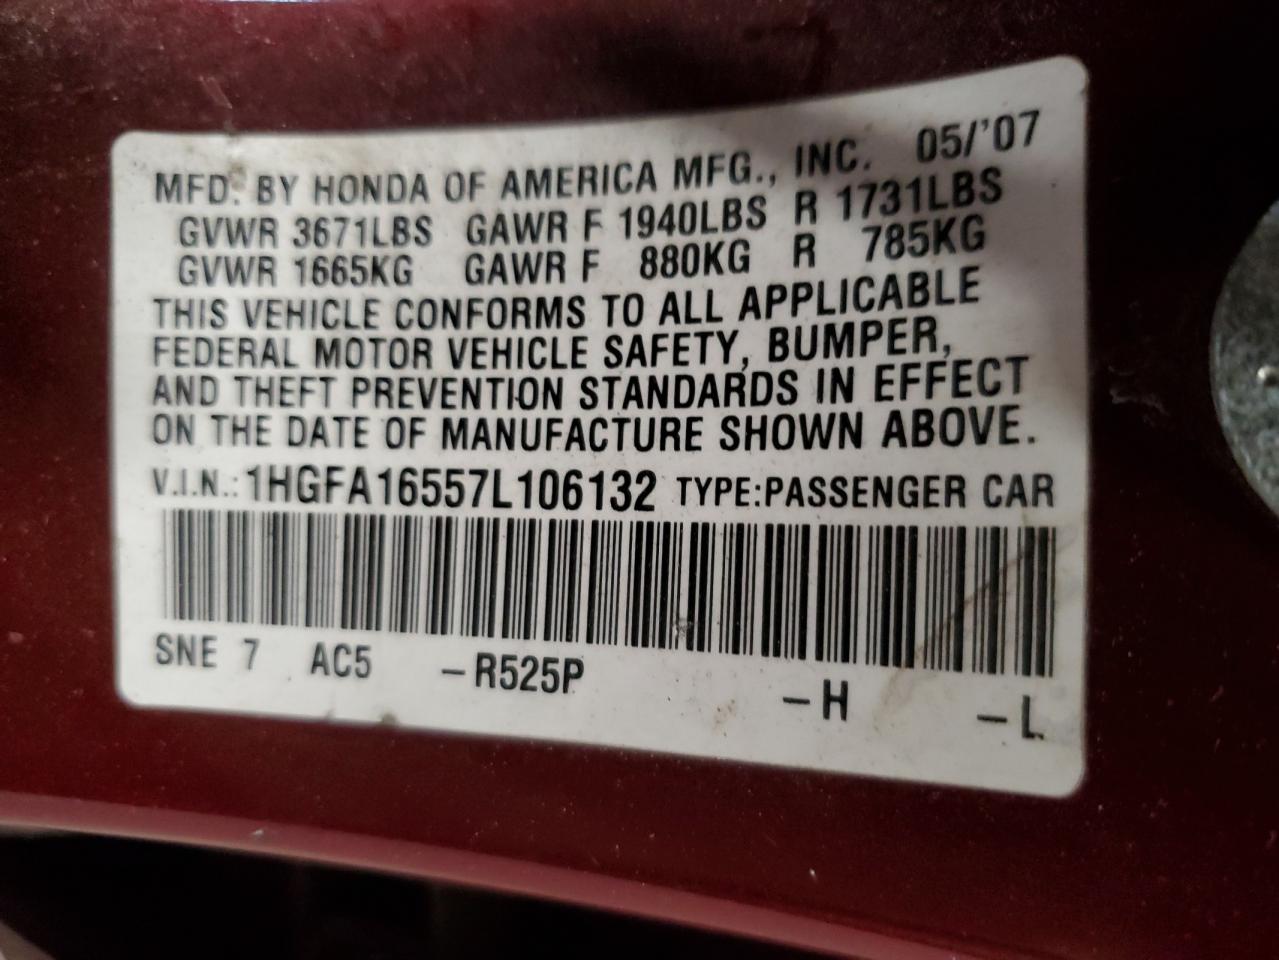 MFD. BY HONDA OF AMERICA MFG., INC. 05/'07
GVWR 3671LBS GAWR F 1940LBS R 1731LBS
GVWR 1665KG GAWR F 880KG R 785KG
THIS VEHICLE CONFORMS TO ALL APPLICABLE
FEDERAL MOTOR VEHICLE SAFETY, BUMPER,
AND THEFT PREVENTION STANDARDS IN EFFECT
ON THE DATE OF MANUFACTURE SHOWN ABOVE.
V.I.N.: 1HGFA16557L106132 TYPE:PASSENGER CAR
SNE 7 AC5 –R525P –H –L